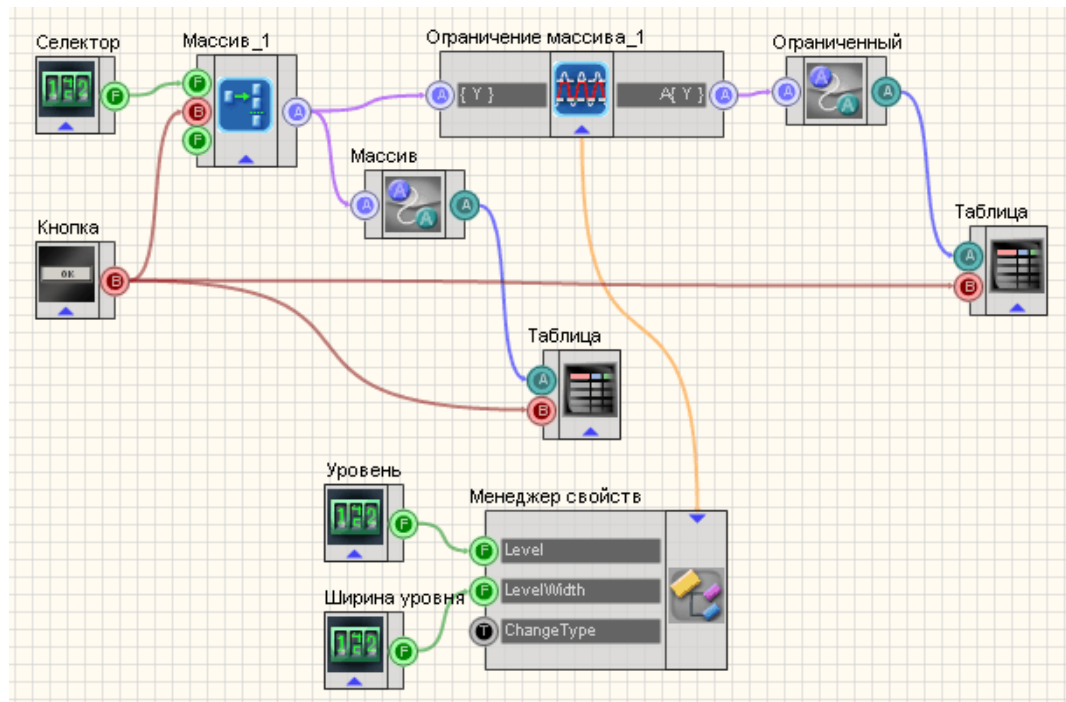 Селектор
Массив_1
Ограничение массива_1
Ограниченный
F
F
B
F
A
A
{ Y }
A{ Y }
A
A
A
Массив
A
A
Кнопка
OK
B
Таблица
A
B
Таблица
A
B
Уровень
F
Менеджер свойств
F
Level
F
LevelWidth
T
ChangeType
Ширина уровня
F